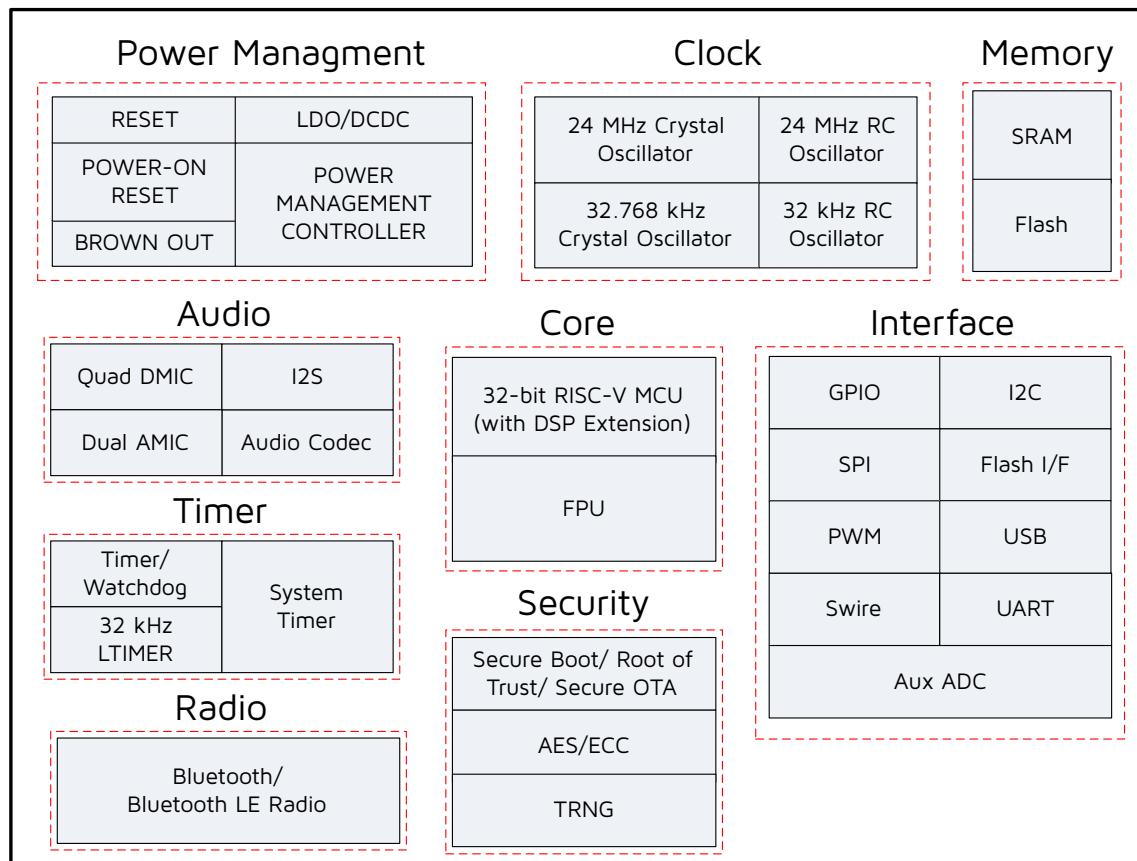 Power Managment
RESET
LDO/DCDC
POWER-ON
RESET
POWER
MANAGEMENT
CONTROLLER
BROWN OUT
Clock
24 MHz Crystal
Oscillator
24 MHz RC
Oscillator
32.768 kHz
Crystal Oscillator
32 kHz RC
Oscillator
Memory
SRAM
Flash
Audio
Quad DMIC
I2S
Dual AMIC
Audio Codec
Core
32-bit RISC-V MCU
(with DSP Extension)
FPU
Interface
GPIO
I2C
SPI
Flash I/F
PWM
USB
Swire
UART
Aux ADC
Timer
Timer/
Watchdog
32 kHz
LTIMER
System
Timer
Security
Secure Boot/ Root of
Trust/ Secure OTA
AES/ECC
TRNG
Radio
Bluetooth/
Bluetooth LE Radio